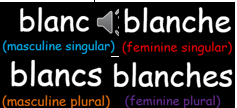 blanc blanche
(masculine singular) (feminine singular)
blancs blanches
(masculine plural) (feminine plural)